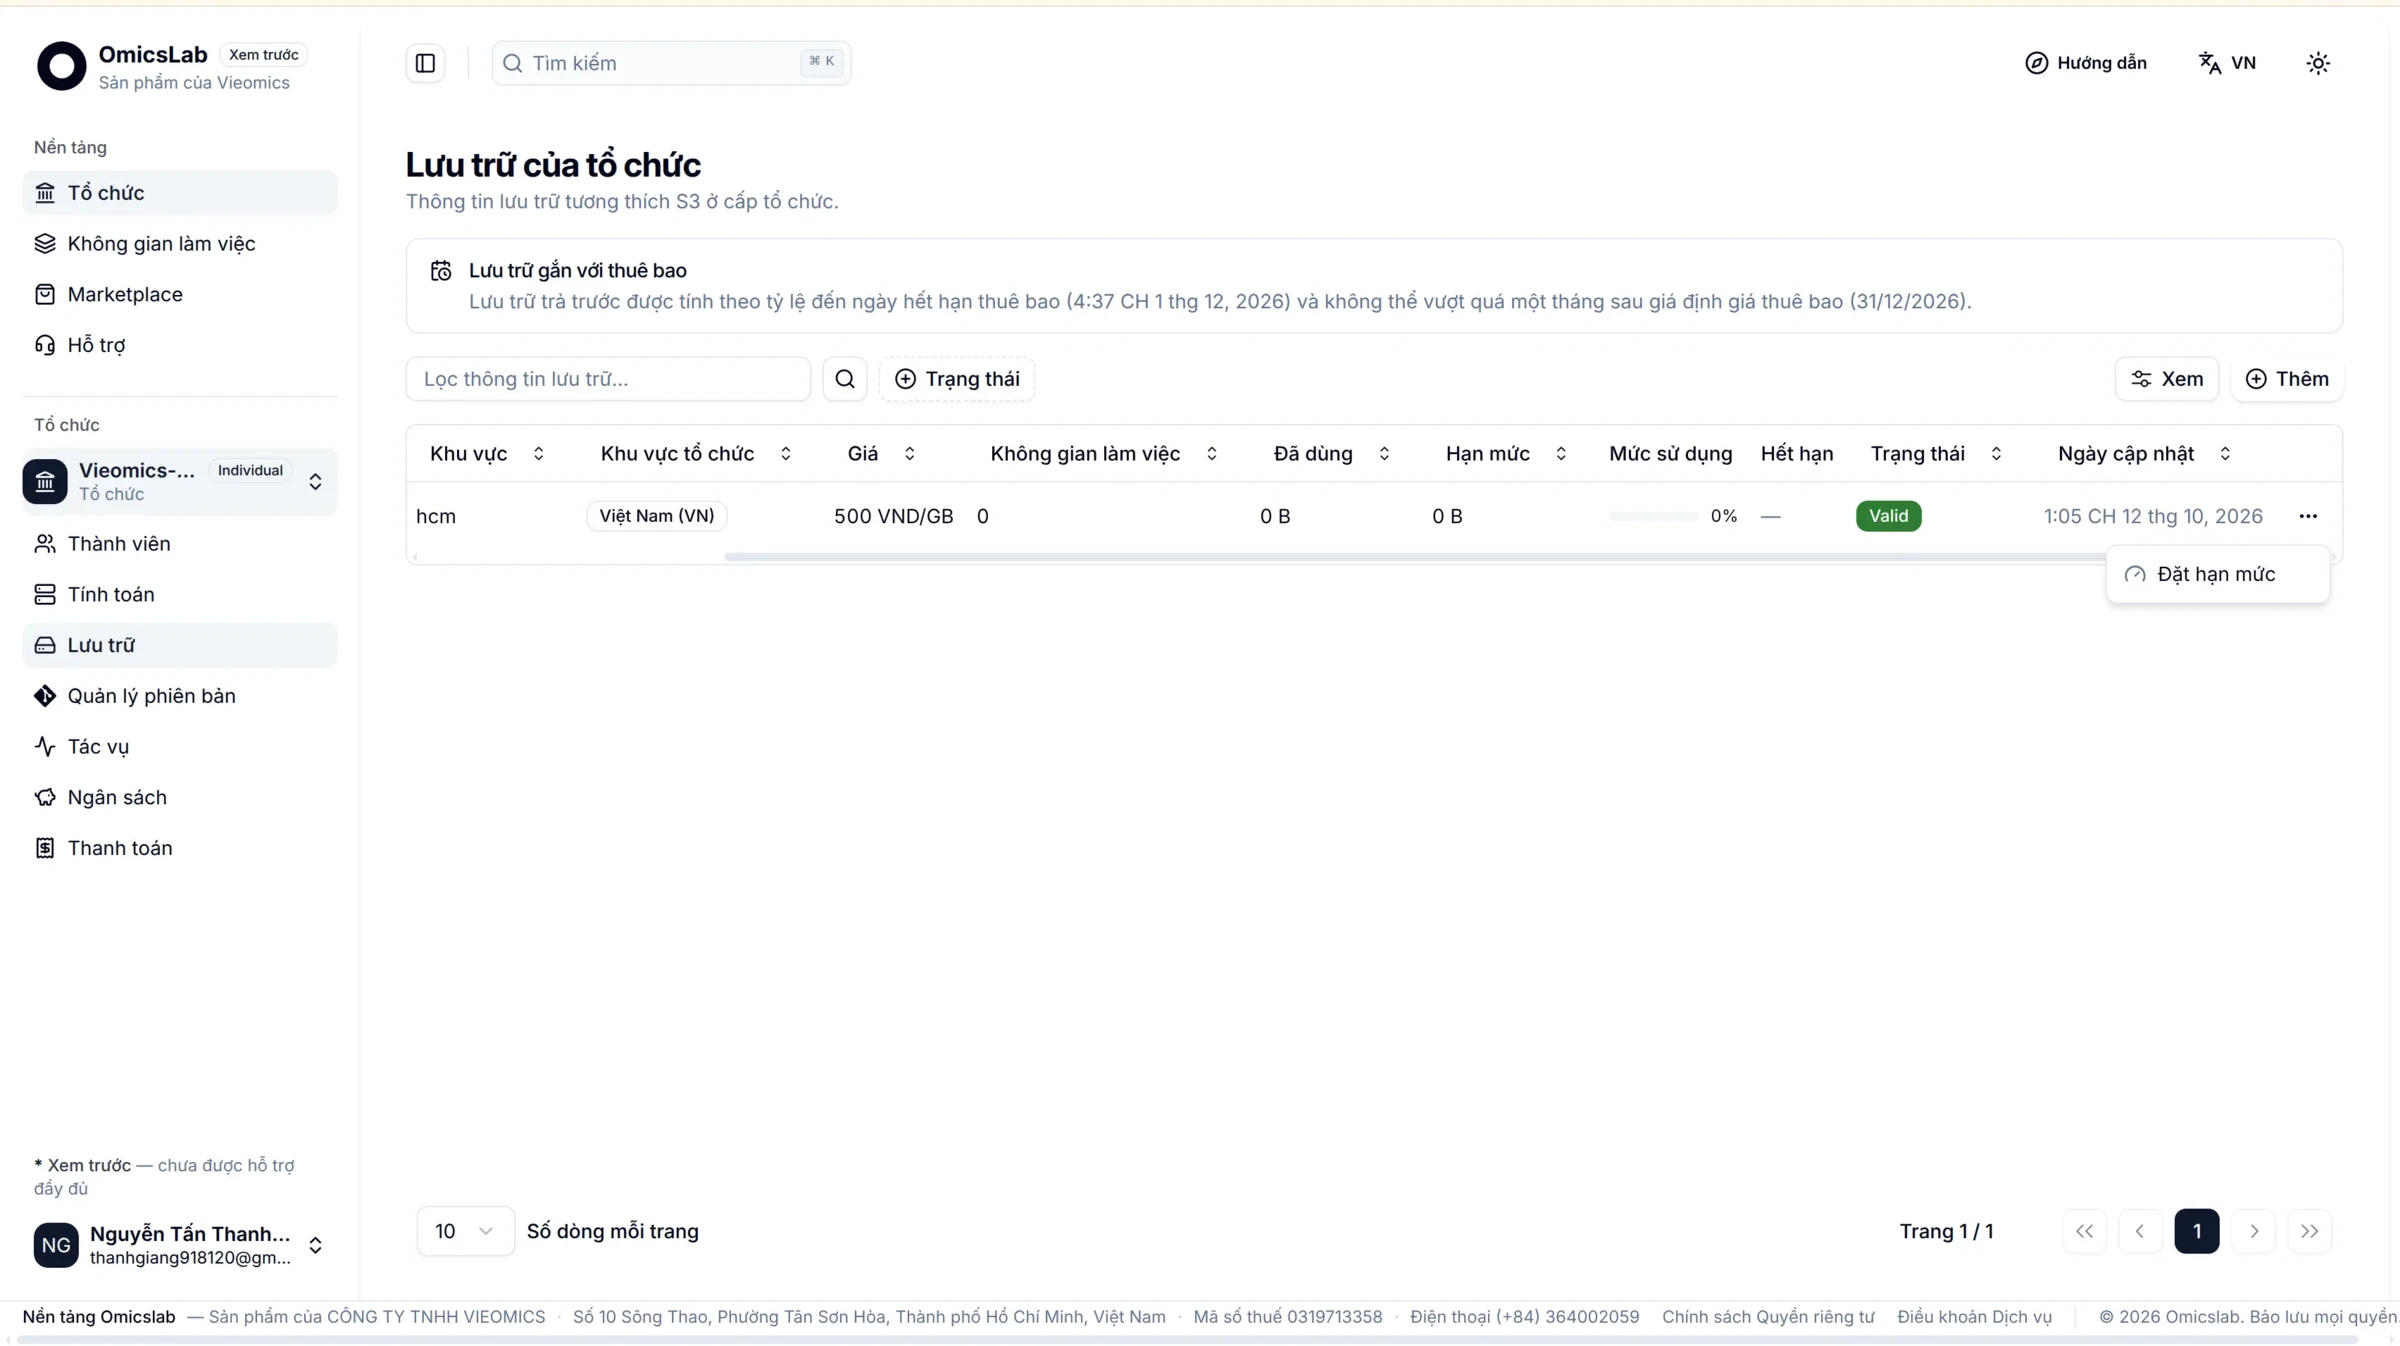 OmicsLab Xem trước
Sản phẩm của Vieomics
Tìm kiếm ⌘ K
Hướng dẫn
VN
Nền tảng
Tổ chức
Không gian làm việc
Marketplace
Hỗ trợ
Tổ chức
Vieomics-... Individual
Tổ chức
Thành viên
Tính toán
Lưu trữ
Quản lý phiên bản
Tác vụ
Ngân sách
Thanh toán
* Xem trước — chưa được hỗ trợ
đầy đủ
NG
Nguyễn Tấn Thanh...
thanhgiang918120@gm...
Lưu trữ của tổ chức
Thông tin lưu trữ tương thích S3 ở cấp tổ chức.
Lưu trữ gắn với thuê bao
Lưu trữ trả trước được tính theo tỷ lệ đến ngày hết hạn thuê bao (4:37 CH 1 thg 12, 2026) và không thể vượt quá một tháng sau giá định giá thuê bao (31/12/2026).
Lọc thông tin lưu trữ...
Trạng thái
Xem
Thêm
Khu vực Khu vực tổ chức Giá Không gian làm việc Đã dùng Hạn mức Mức sử dụng Hết hạn Trạng thái Ngày cập nhật
hcm Việt Nam (VN) 500 VND/GB 0 0 B 0 B 0% — Valid 1:05 CH 12 thg 10, 2026 ...
Đặt hạn mức
10 Số dòng mỗi trang
Trang 1 / 1
1
Nền tảng Omicslab — Sản phẩm của CÔNG TY TNHH VIEOMICS · Số 10 Sông Thao, Phường Tân Sơn Hòa, Thành phố Hồ Chí Minh, Việt Nam · Mã số thuế 0319713358 · Điện thoại (+84) 364002059 Chính sách Quyền riêng tư Điều khoản Dịch vụ © 2026 Omicslab. Bảo lưu mọi quyền.